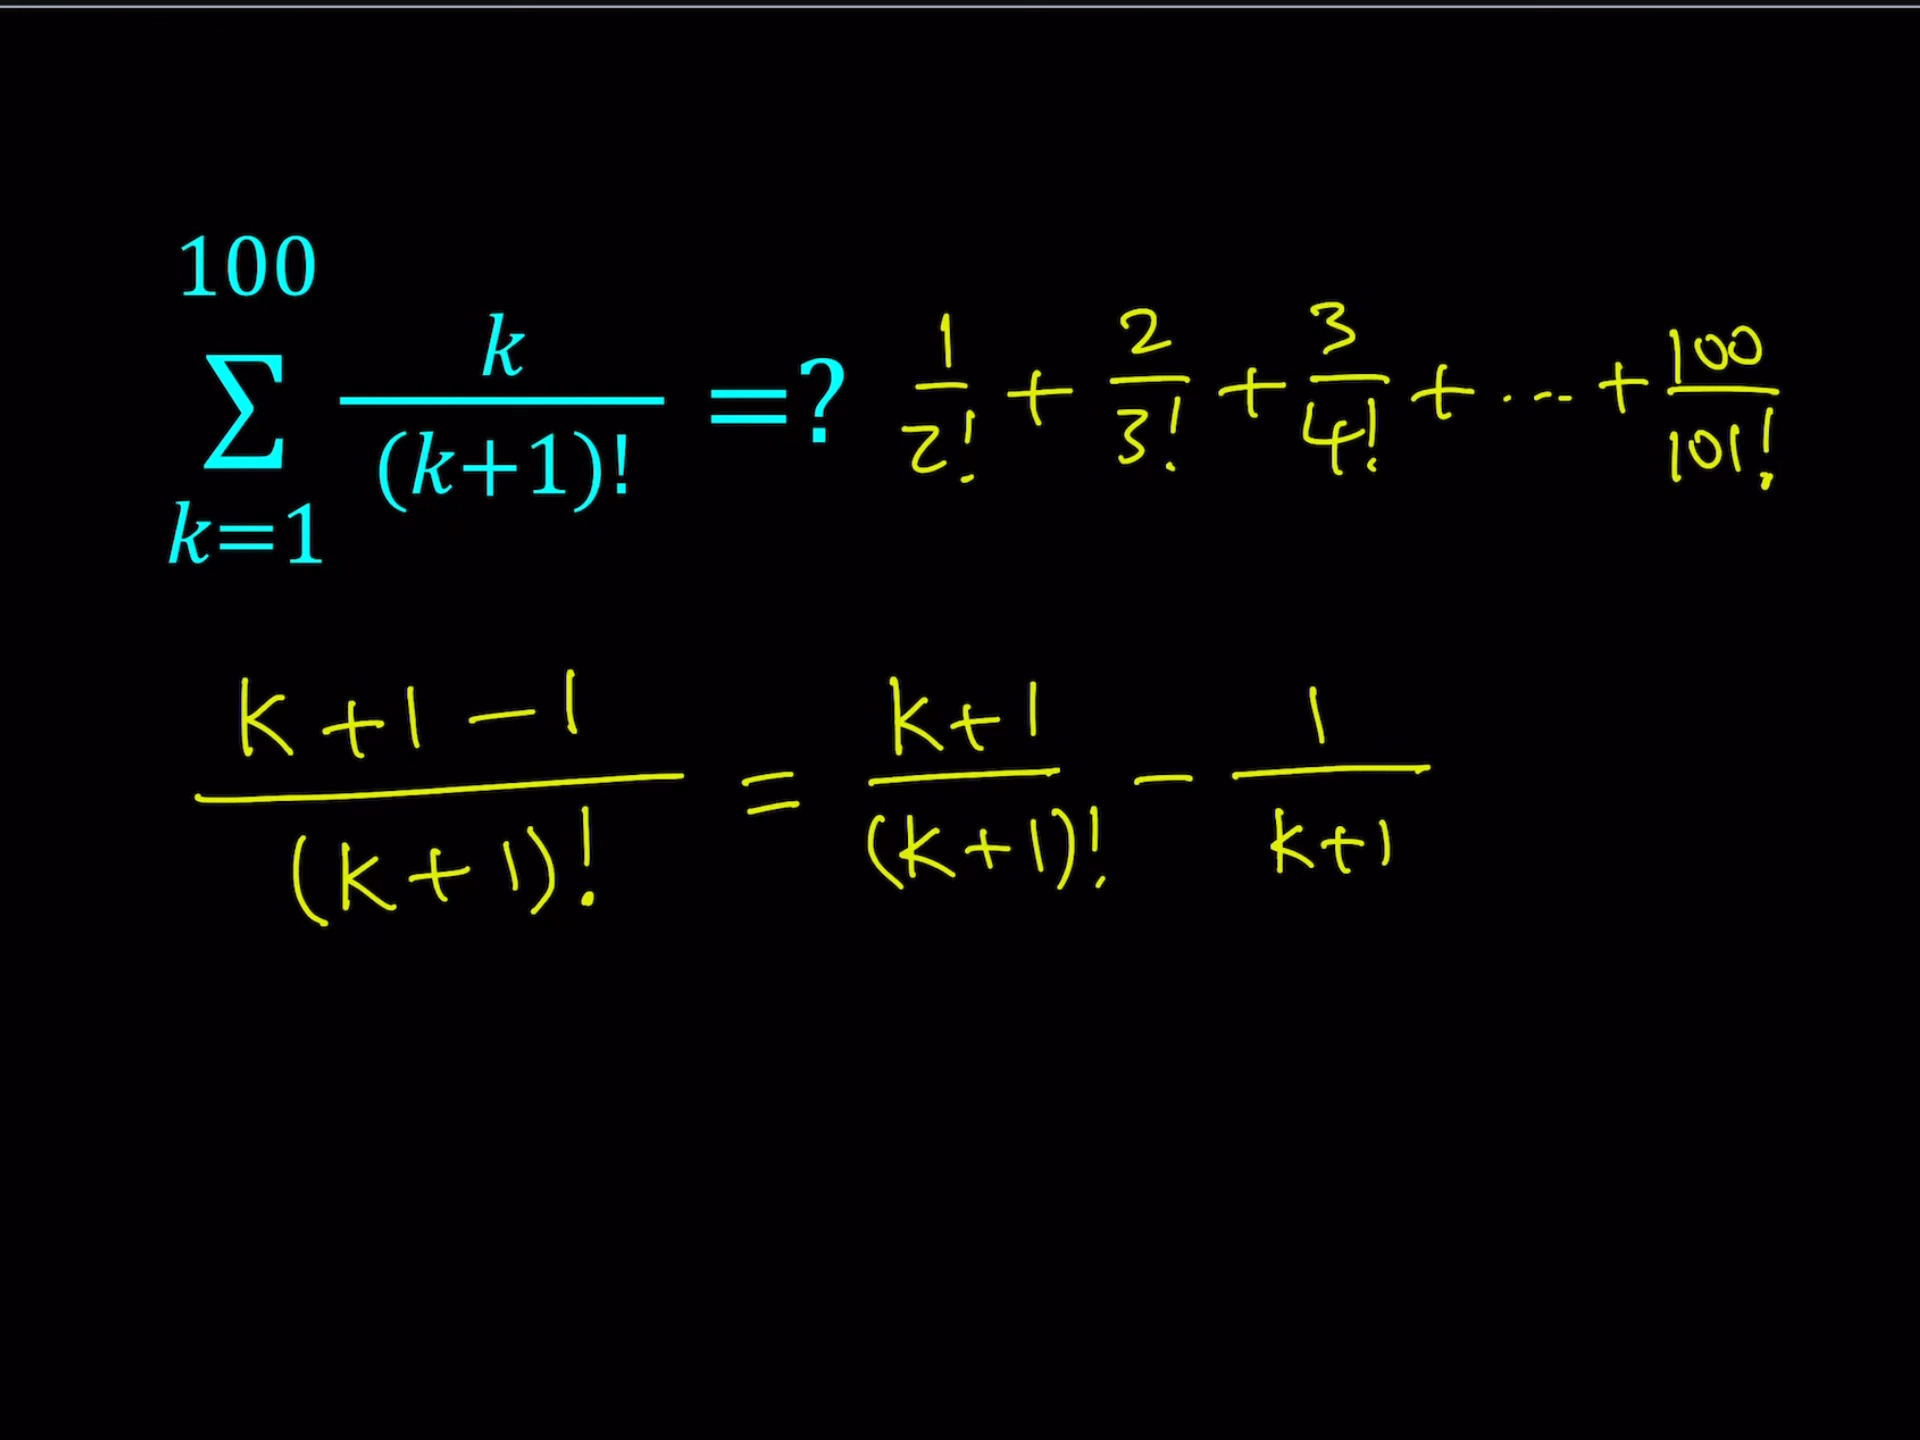 100
∑ k/(k+1)! =? 1/2! + 2/3! + 3/4! + ... + 100/101!
k=1
k+1-1/(k+1)! = k+1/(k+1)! - 1/k+1